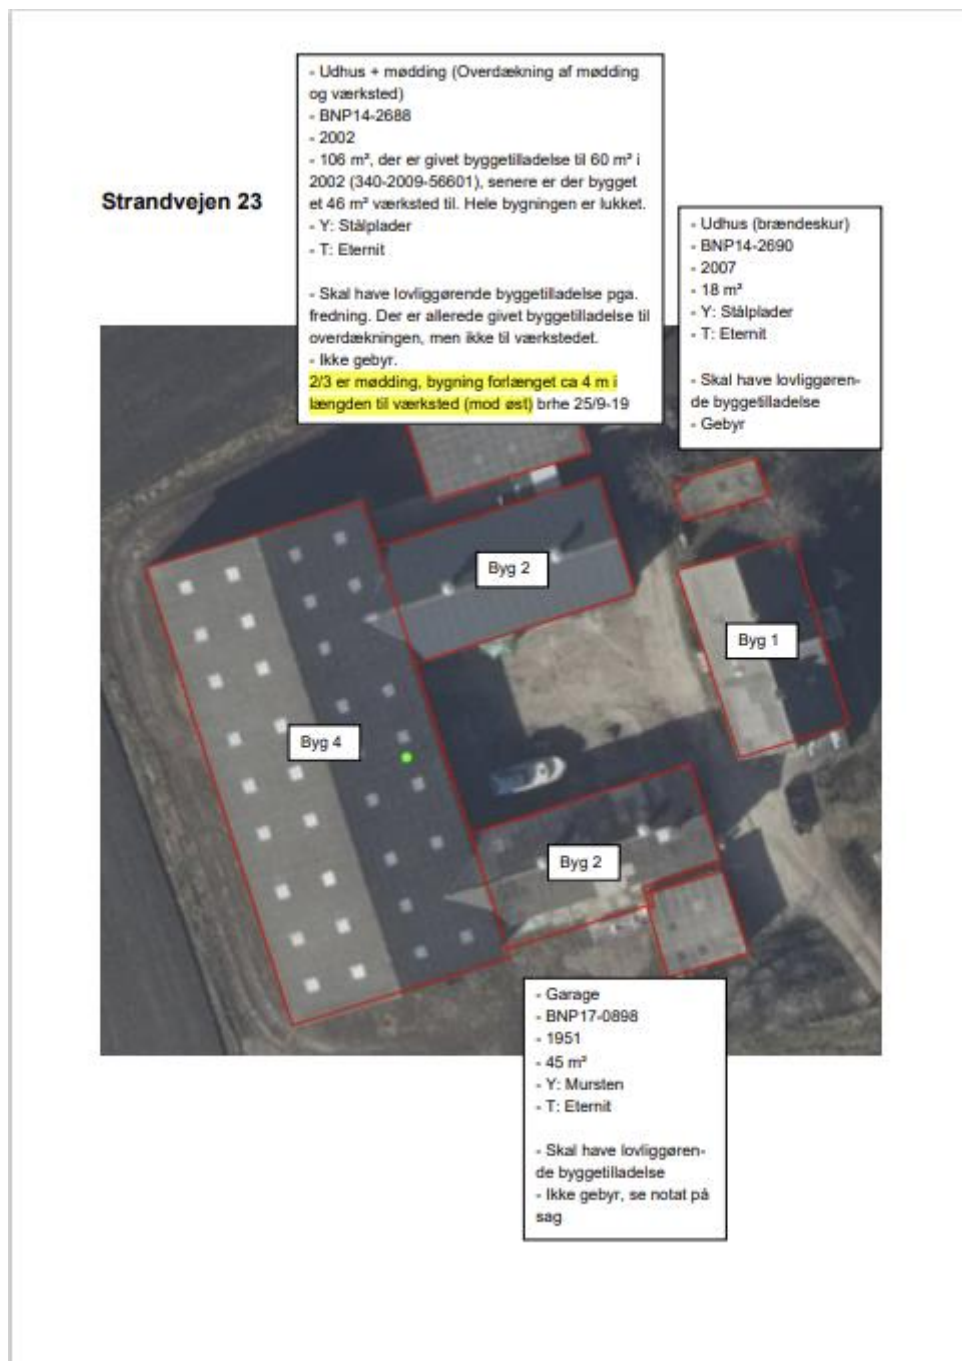 - Udhus + mødding (Overdækning af mødding
og værksted)
- BNP14-2688
- 2002
- 106 m², der er givet byggetilladelse til 60 m² i
2002 (340-2009-56601), senere er der bygget
et 46 m² værksted til. Hele bygningen er lukket.
- Y: Stålplader
- T: Eternit
- Skal have lovliggørende byggetilladelse pga.
fredning. Der er allerede givet byggetilladelse til
overdækningen, men ikke til værkstedet.
- Ikke gebyr.
2/3 er mødding, bygning forlænget ca 4 m i
længden til værksted (mod øst) brhe 25/9-19
Strandvejen 23
- Udhus (brændeskur)
- BNP14-2690
- 2007
- 18 m²
- Y: Stålplader
- T: Eternit
- Skal have lovliggøren-
de byggetilladelse
- Gebyr
Byg 2
Byg 1
Byg 4
Byg 2
- Garage
- BNP17-0898
- 1951
- 45 m²
- Y: Mursten
- T: Eternit
- Skal have lovliggøren-
de byggetilladelse
- Ikke gebyr, se notat på
sag